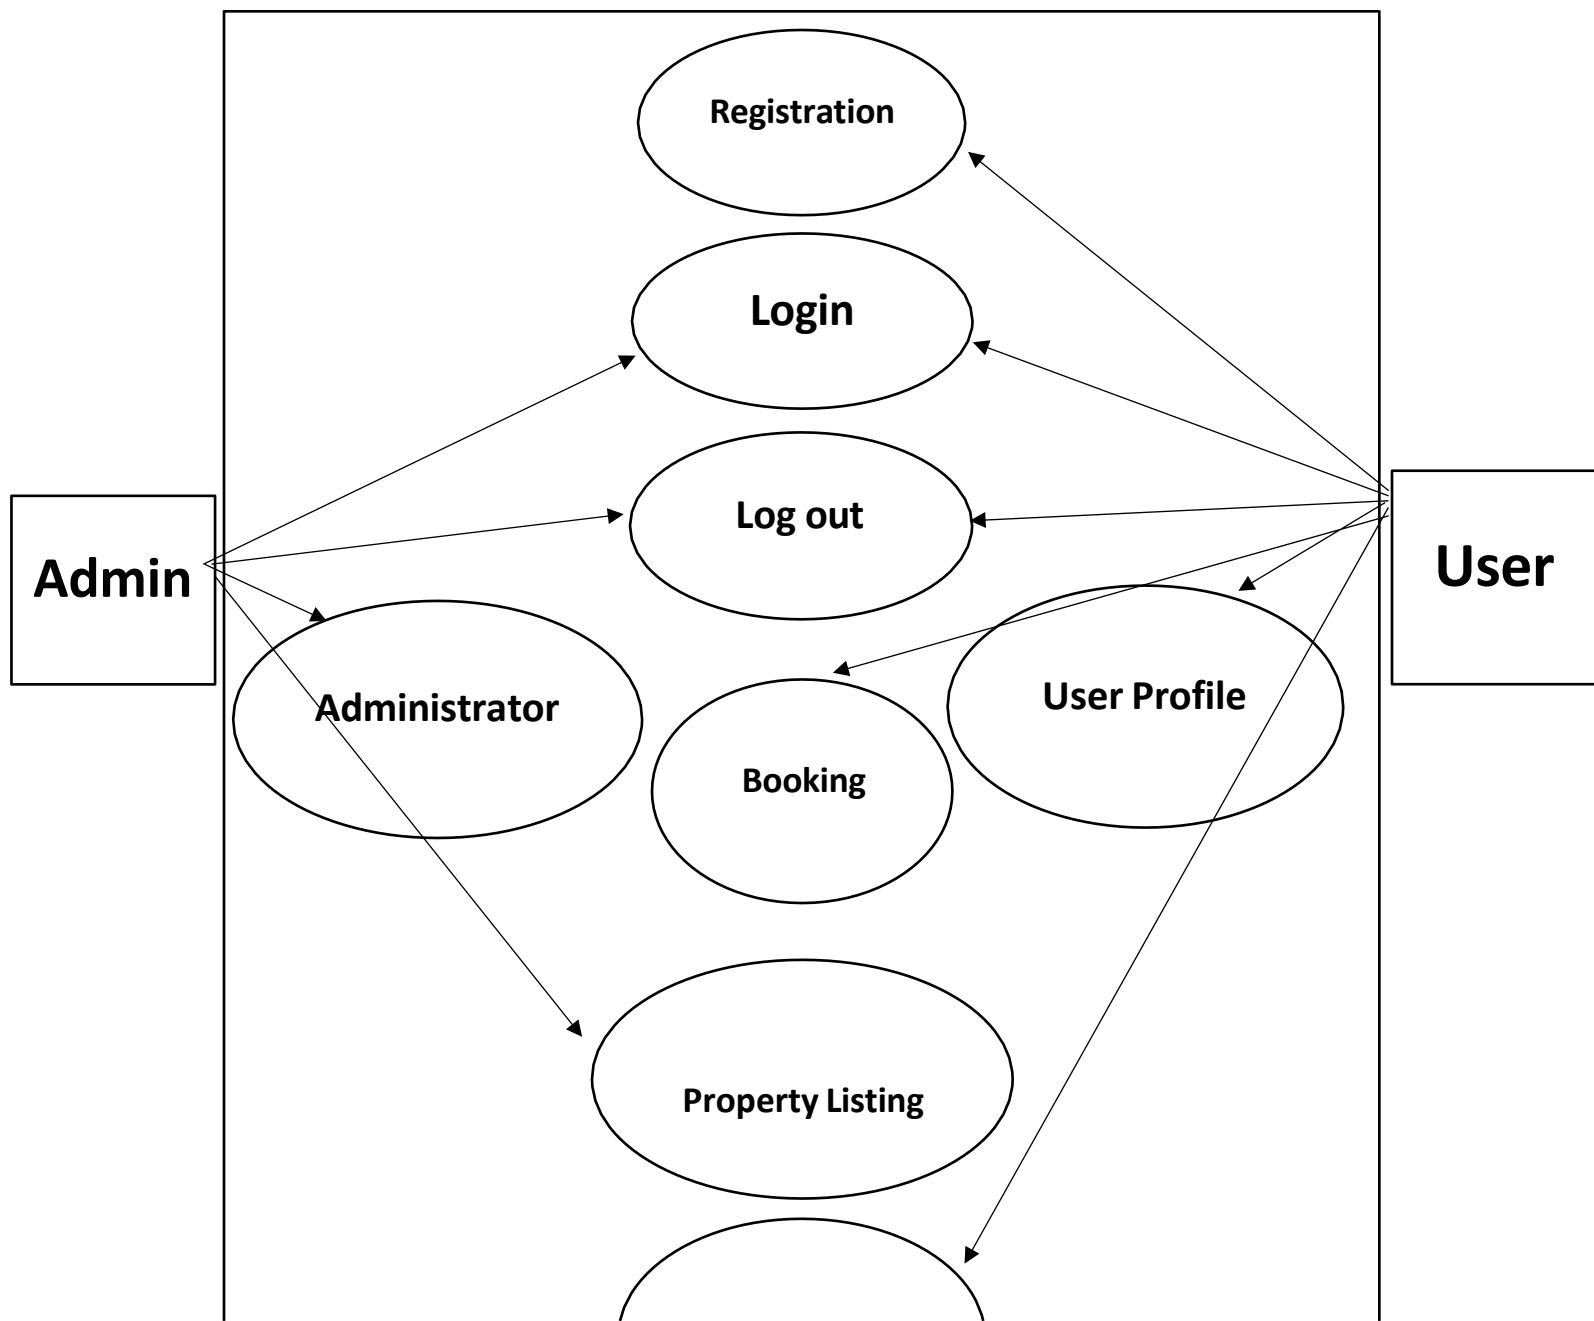 Registration
Login
Log out
Admin
User
Administrator
User Profile
Booking
Property Listing